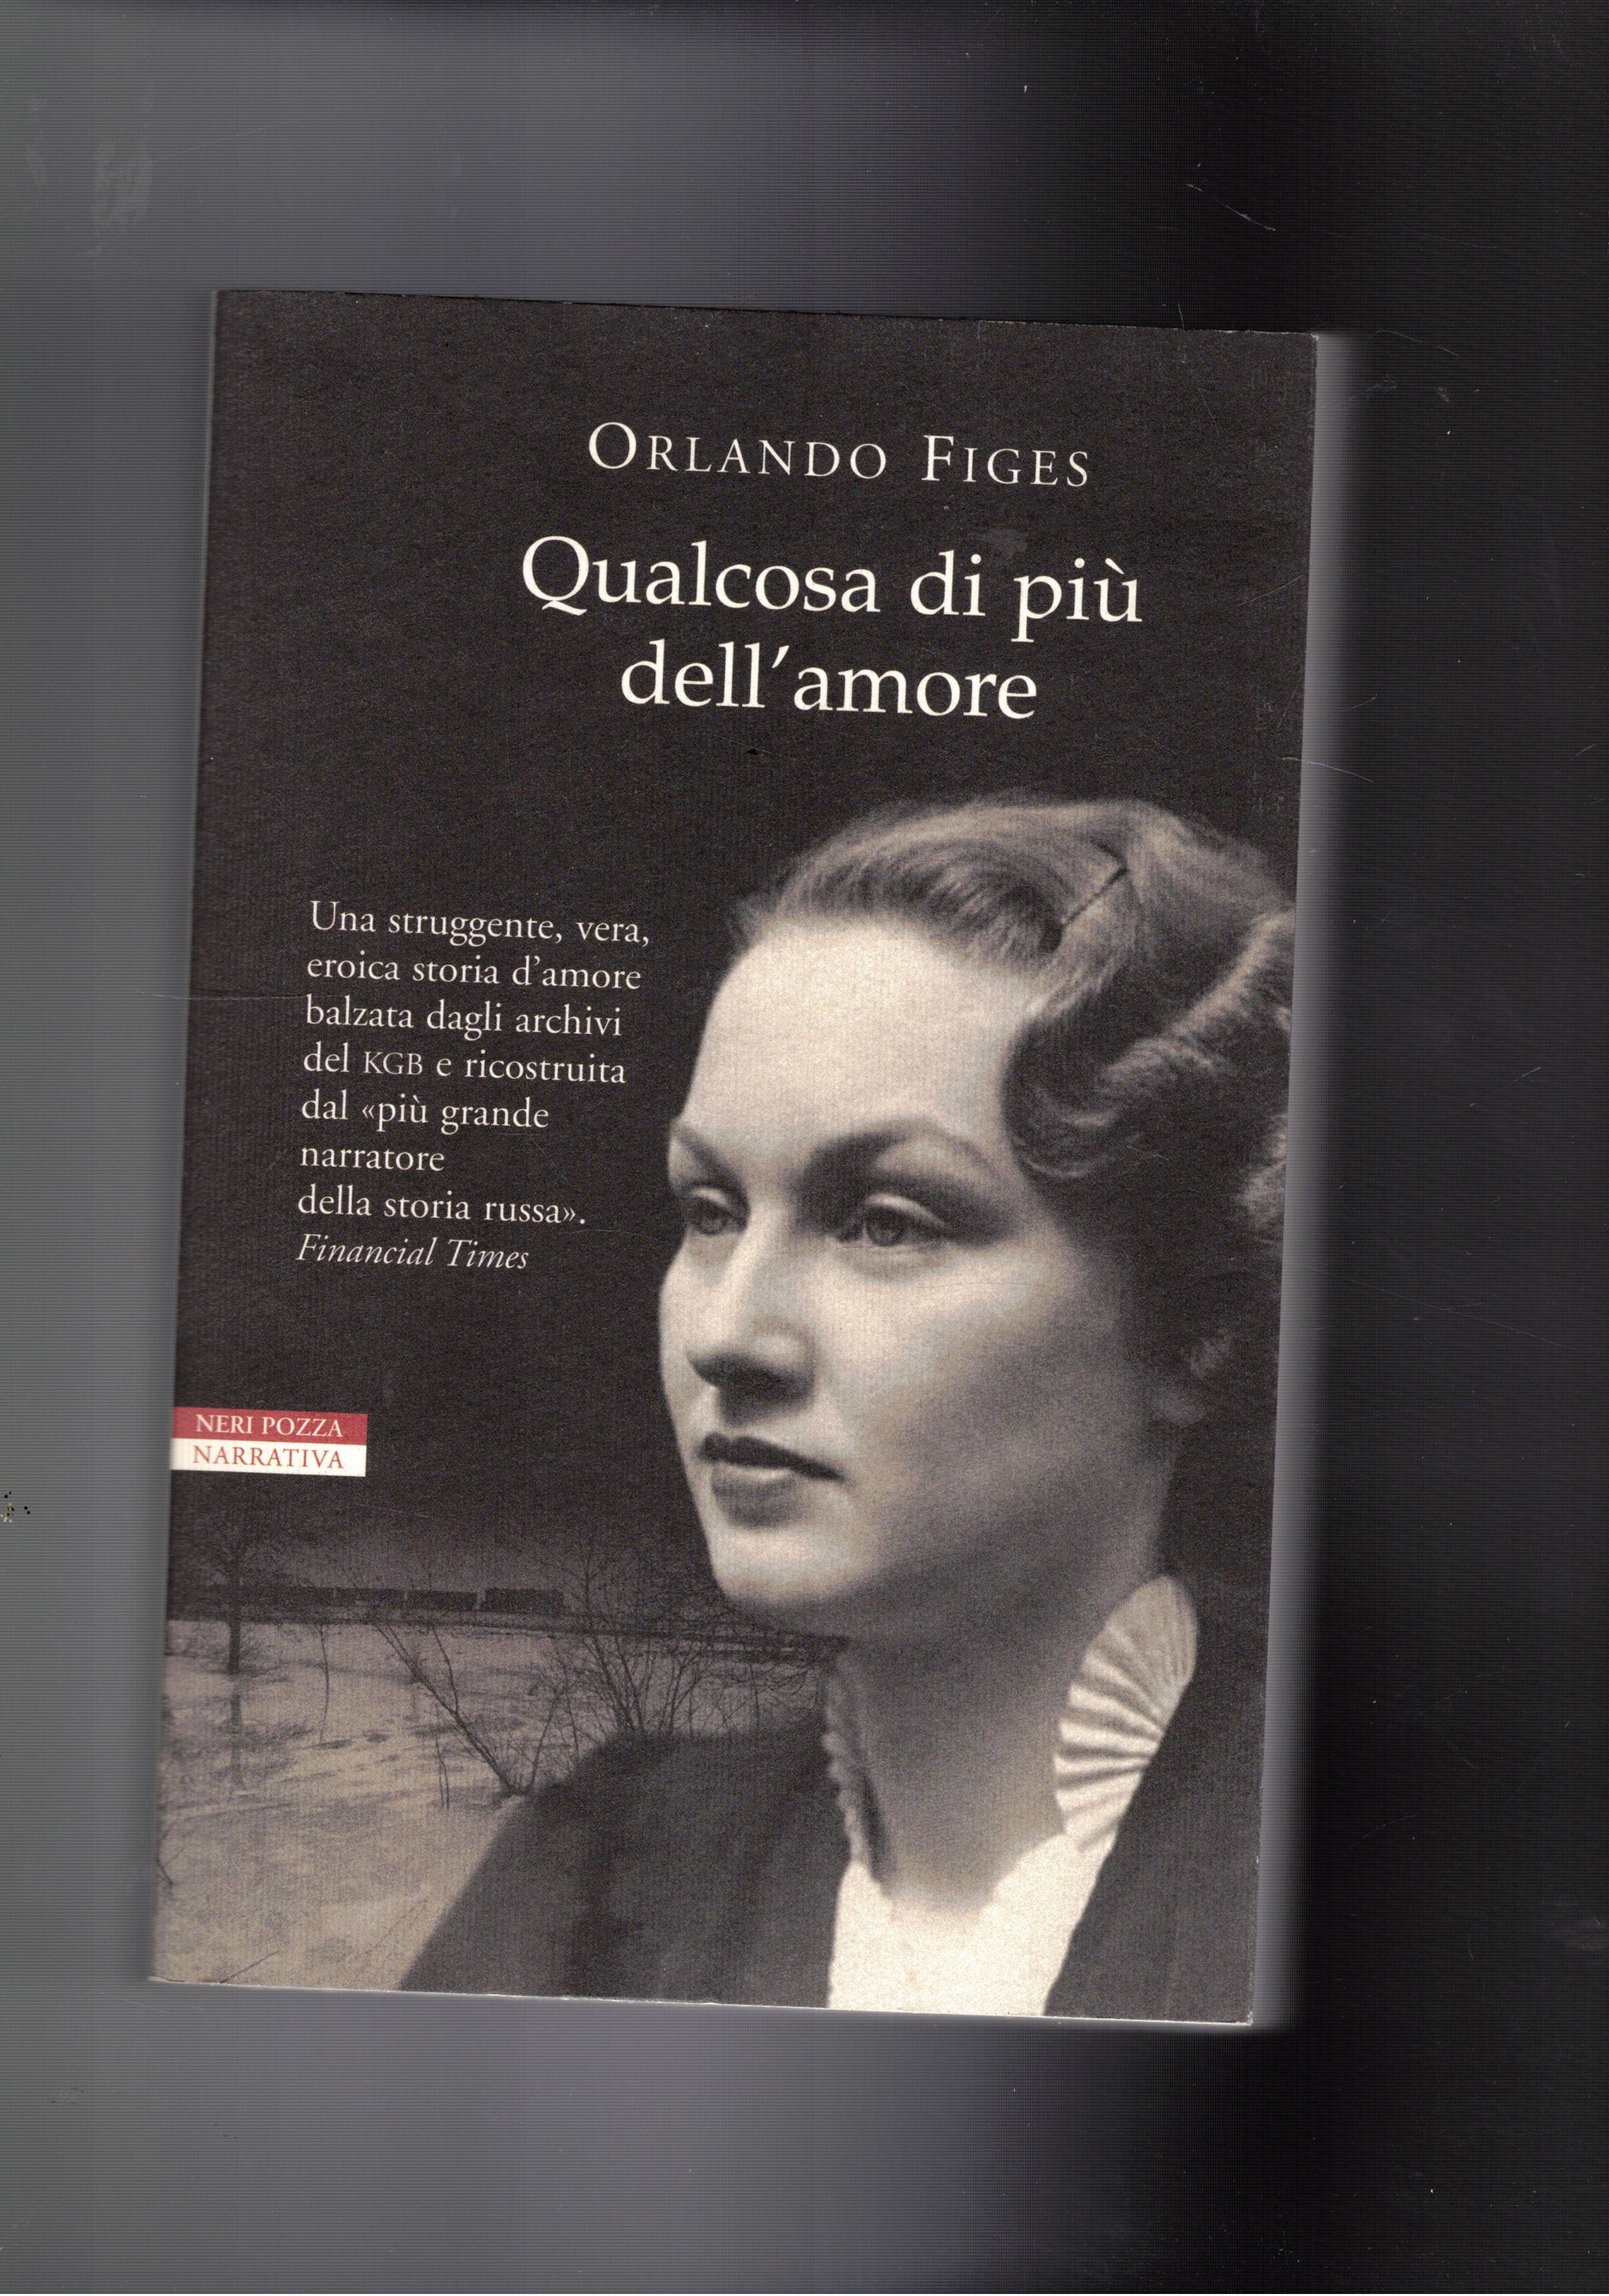 ORLANDO FIGES
Qualcosa di più
dell'amore
Una struggente, vera,
eroica storia d'amore
balzata dagli archivi
del KGB e ricostruita
dal «più grande
narratore
della storia russa».
Financial Times
NERI POZZA
NARRATIVA